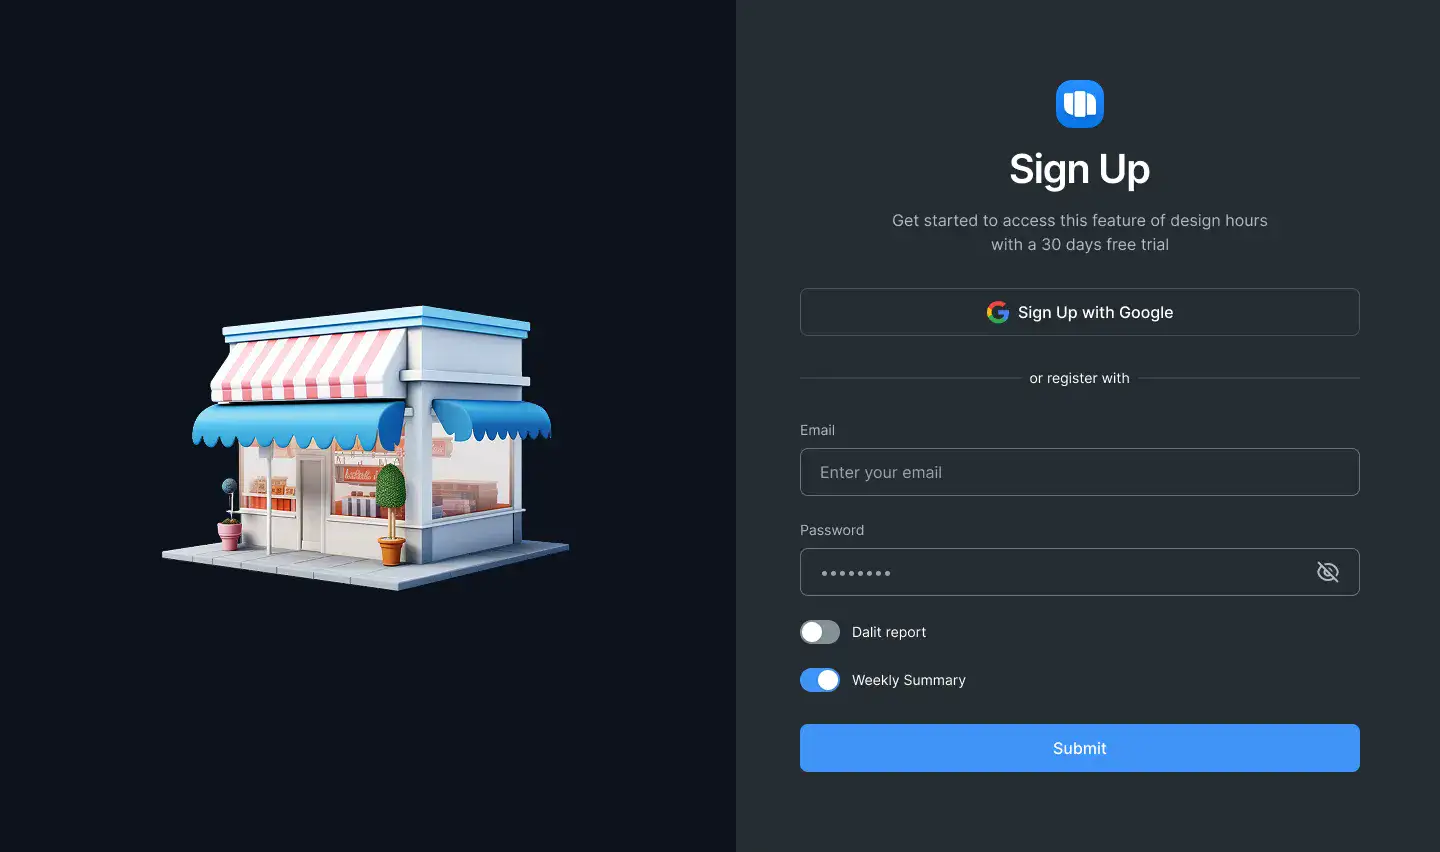 Sign Up
Get started to access this feature of design hours
with a 30 days free trial
Sign Up with Google
or register with
Email
Enter your email
Password
Dalit report
Weekly Summary
Submit